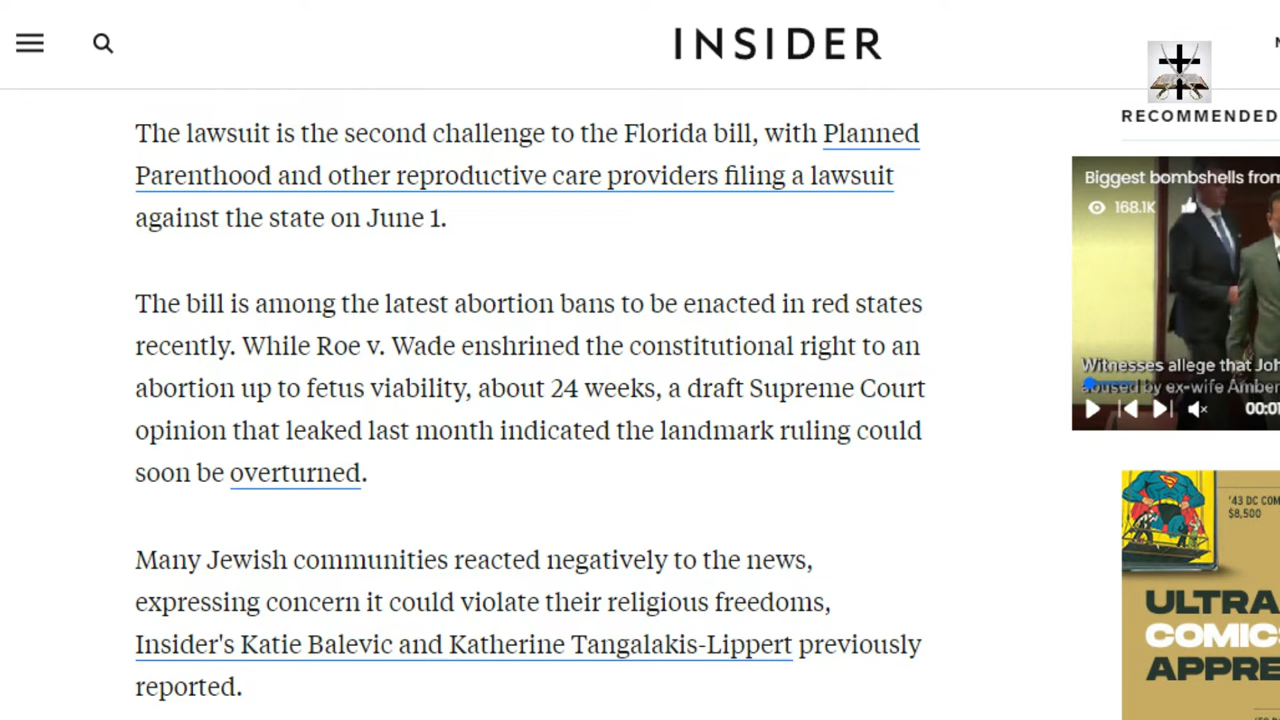 INSIDER
The lawsuit is the second challenge to the Florida bill, with Planned
Parenthood and other reproductive care providers filing a lawsuit
against the state on June 1.
The bill is among the latest abortion bans to be enacted in red states
recently. While Roe v. Wade enshrined the constitutional right to an
abortion up to fetus viability, about 24 weeks, a draft Supreme Court
opinion that leaked last month indicated the landmark ruling could
soon be overturned.
Many Jewish communities reacted negatively to the news,
expressing concern it could violate their religious freedoms,
Insider's Katie Balevic and Katherine Tangalakis-Lippert previously
reported.
RECOMMENDED
Biggest bombshells from
168.1K
Witnesses allege that Joh
by ex-wife Amber
00:01
'43 DC COM
$8,500
ULTRA
COMIC
APPRE